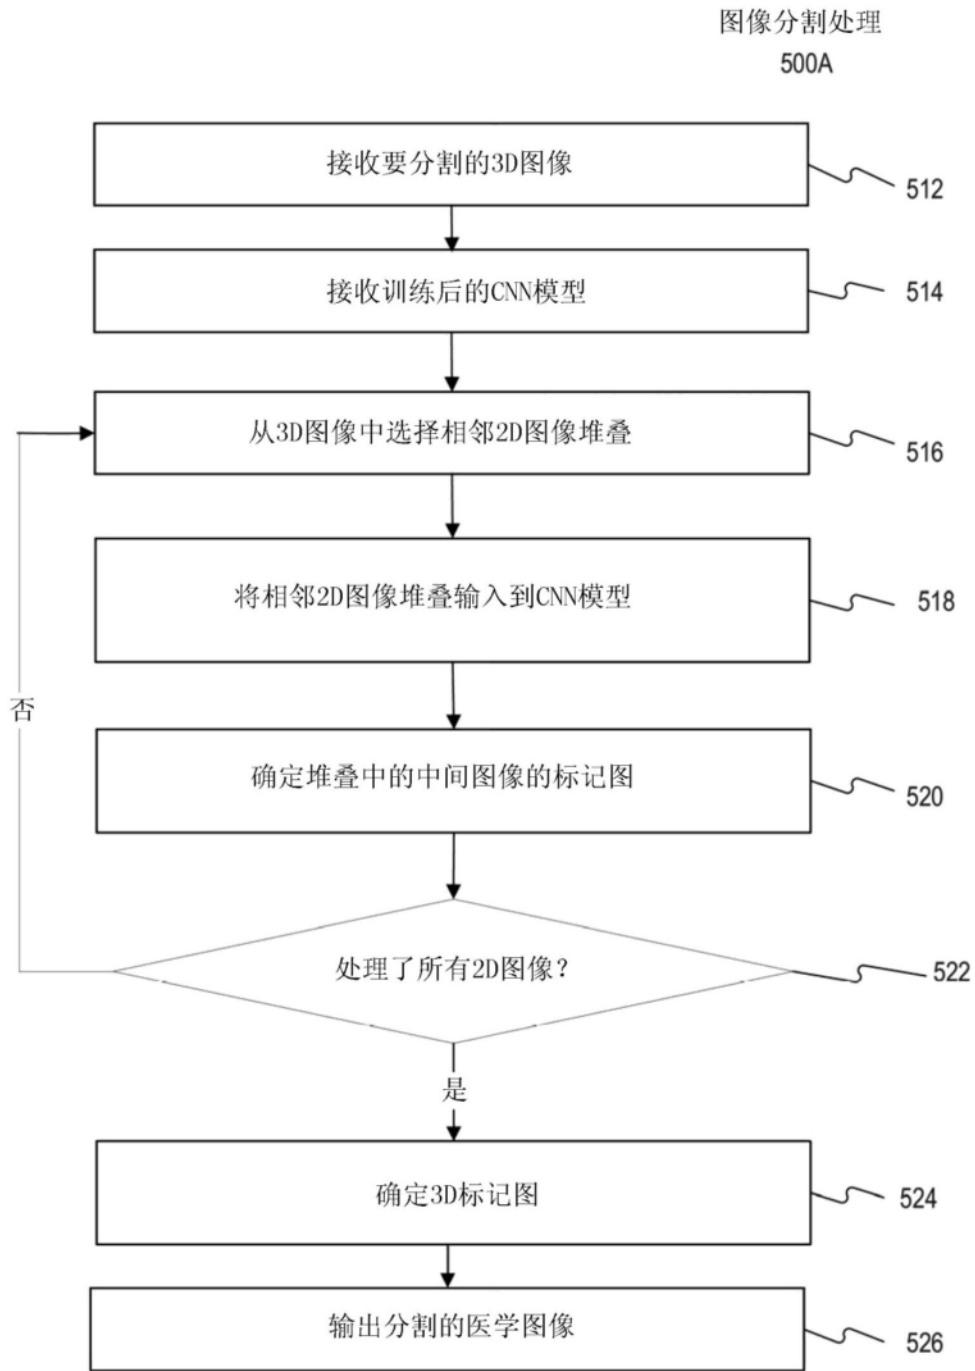 图像分割处理
500A
接收要分割的3D图像
512
接收训练后的CNN模型
514
从3D图像中选择相邻2D图像堆叠
516
将相邻2D图像堆叠输入到CNN模型
518
否
确定堆叠中的中间图像的标记图
520
处理了所有2D图像?
522
是
确定3D标记图
524
输出分割的医学图像
526